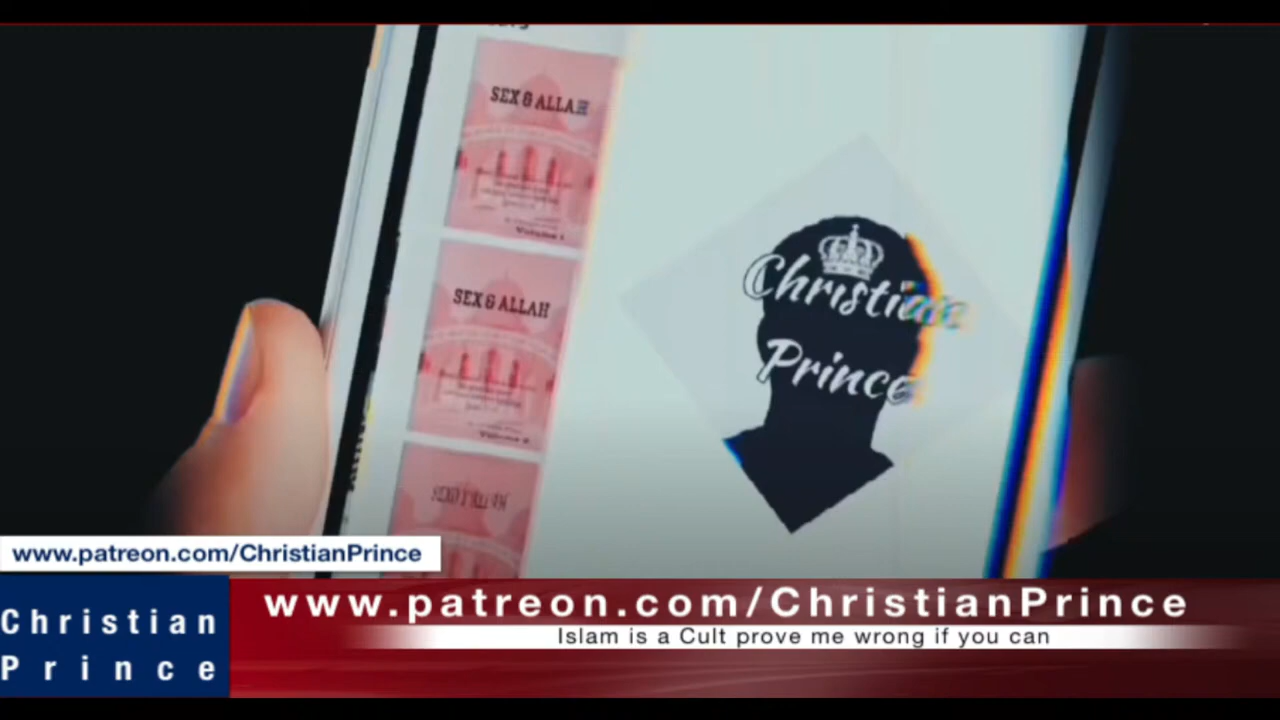 SEX & ALLAH
Volume I
SEX & ALLAH
Christian
Prince
www.patreon.com/ChristianPrince
Christian
Prince
www.patreon.com/ChristianPrince
Islam is a Cult prove me wrong if you can